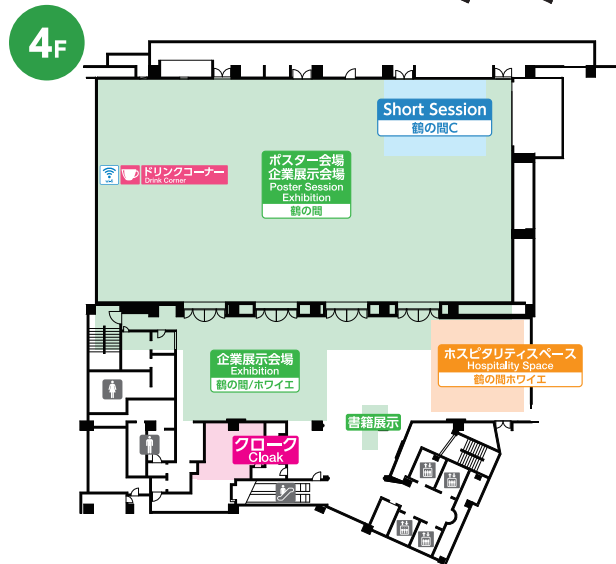 4F
Short Session
鶴の間C
ポスター会場
企業展示会場
Poster Session
Exhibition
鶴の間
ドリンクコーナー
Drink Corner
企業展示会場
Exhibition
鶴の間/ホワイエ
ホスピタリティスペース
Hospitality Space
鶴の間ホワイエ
書籍展示
クローク
Cloak